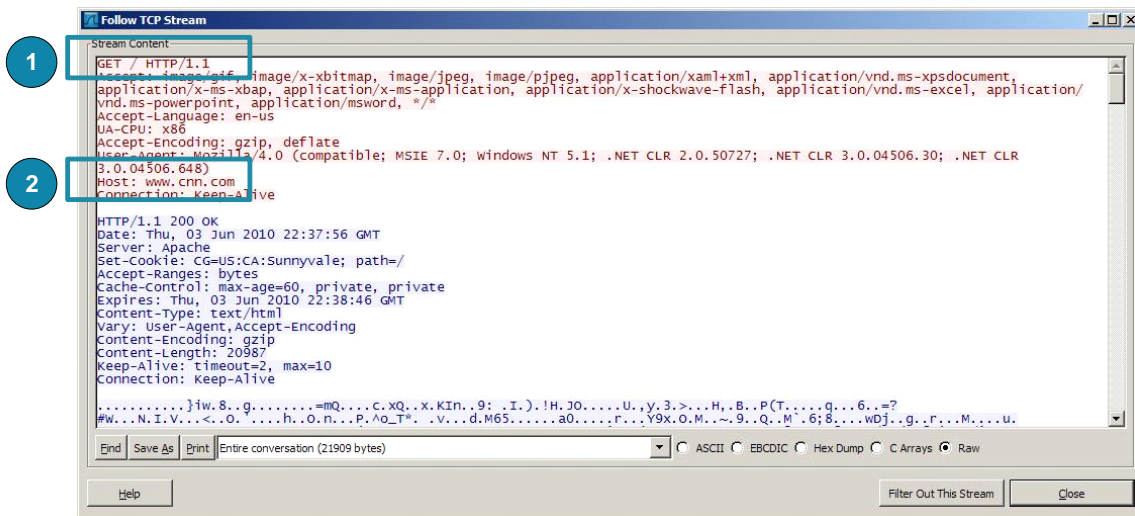 Follow TCP Stream
Stream Content
1
GET / HTTP/1.1
Accept: image/gif, image/x-xbitmap, image/jpeg, image/pjpeg, application/xaml+xml, application/vnd.ms-xpsdocument,
application/x-ms-xbap, application/x-ms-application, application/x-shockwave-flash, application/vnd.ms-excel, application/
vnd.ms-powerpoint, application/msword, */*
Accept-Language: en-us
UA-CPU: x86
Accept-Encoding: gzip, deflate
User-Agent: Mozilla/4.0 (compatible; MSIE 7.0; Windows NT 5.1; .NET CLR 2.0.50727; .NET CLR 3.0.04506.30; .NET CLR
3.0.04506.648)
2
Host: www.cnn.com
Connection: Keep-Alive
HTTP/1.1 200 OK
Date: Thu, 03 Jun 2010 22:37:56 GMT
Server: Apache
Set-Cookie: CG=US:CA:Sunnyvale; path=/
Accept-Ranges: bytes
Cache-Control: max-age=60, private, private
Expires: Thu, 03 Jun 2010 22:38:46 GMT
Content-Type: text/html
Vary: User-Agent,Accept-Encoding
Content-Encoding: gzip
Content-Length: 20987
Keep-Alive: timeout=2, max=10
Connection: Keep-Alive
Find Save As Print Entire conversation (21909 bytes) ASCII EBCDIC Hex Dump C Arrays Raw
Help Filter Out This Stream Close